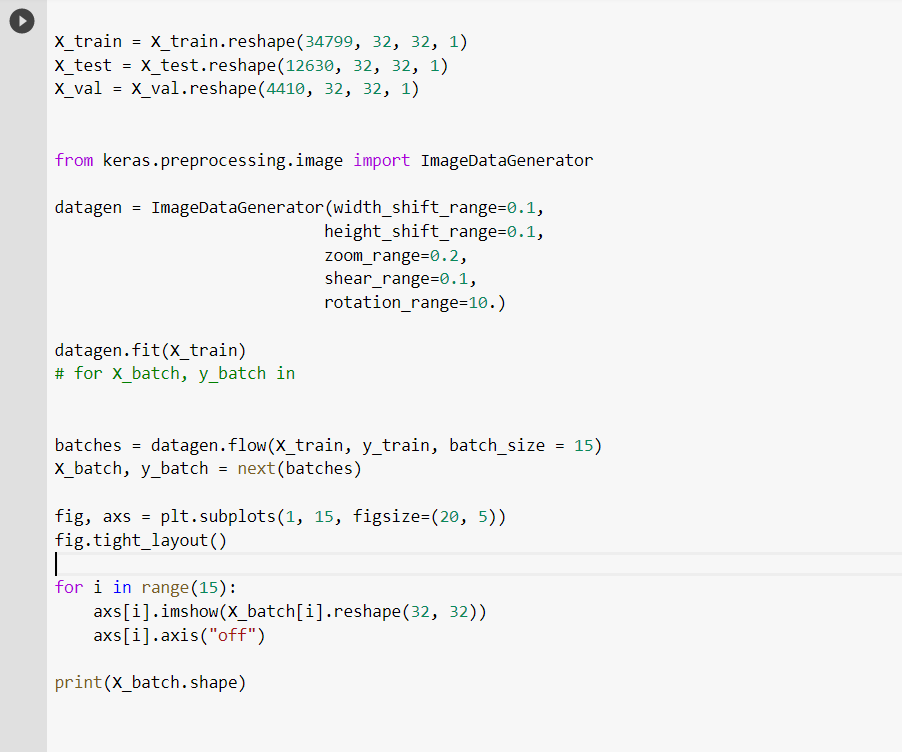 X_train = X_train.reshape(34799, 32, 32, 1)
X_test = X_test.reshape(12630, 32, 32, 1)
X_val = X_val.reshape(4410, 32, 32, 1)
from keras.preprocessing.image import ImageDataGenerator
datagen = ImageDataGenerator(width_shift_range=0.1,
height_shift_range=0.1,
zoom_range=0.2,
shear_range=0.1,
rotation_range=10.)
datagen.fit(X_train)
# for X_batch, y_batch in
batches = datagen.flow(X_train, y_train, batch_size = 15)
X_batch, y_batch = next(batches)
fig, axs = plt.subplots(1, 15, figsize=(20, 5))
fig.tight_layout()
for i in range(15):
    axs[i].imshow(X_batch[i].reshape(32, 32))
    axs[i].axis("off")
print(X_batch.shape)